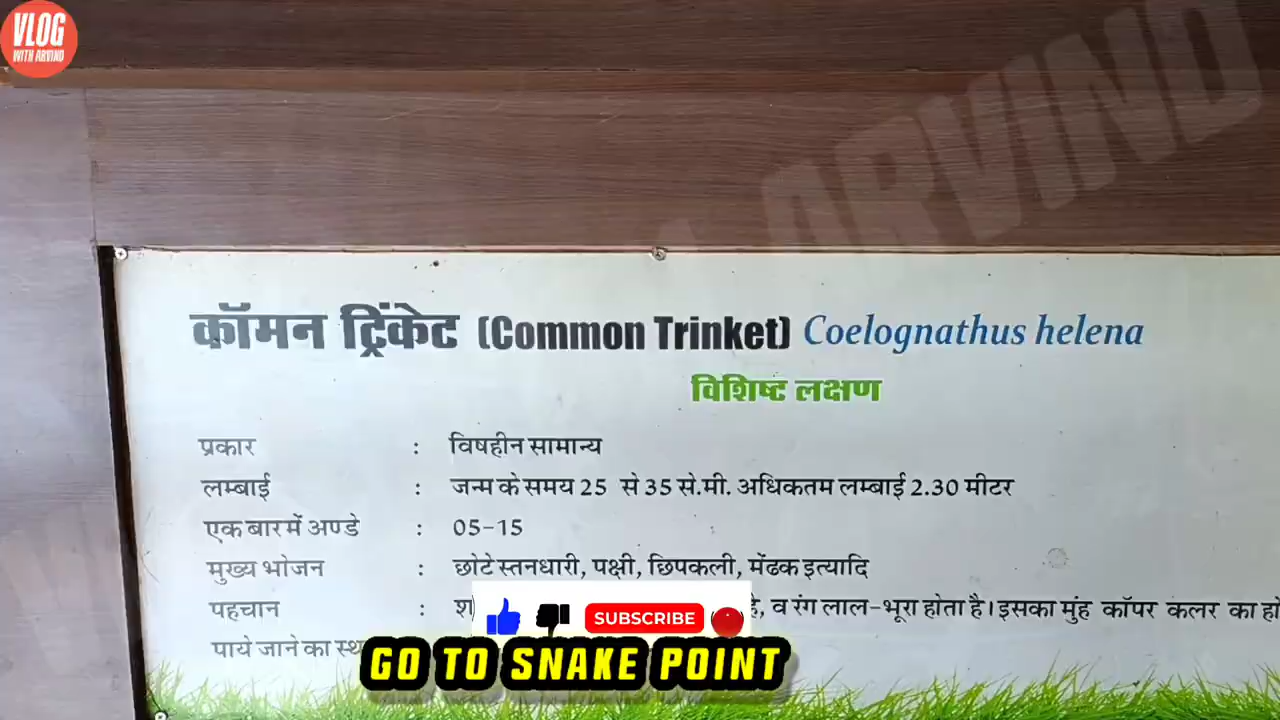 VLOG
WITH ARVIND
ARVIND
कॉमन ट्रिंकेट (Common Trinket) Coelognathus helena
विशिष्ट लक्षण
प्रकार : विषहीन सामान्य
लम्बाई : जन्म के समय 25 से 35 से.मी. अधिकतम लम्बाई 2.30 मीटर
एक बार में अण्डे : 05-15
मुख्य भोजन : छोटे स्तनधारी, पक्षी, छिपकली, मेंढक इत्यादि
पहचान : व रंग लाल-भूरा होता है। इसका मुंह कॉपर कलर का
पाये जाने का
SUBSCRIBE
GO TO SNAKE POINT